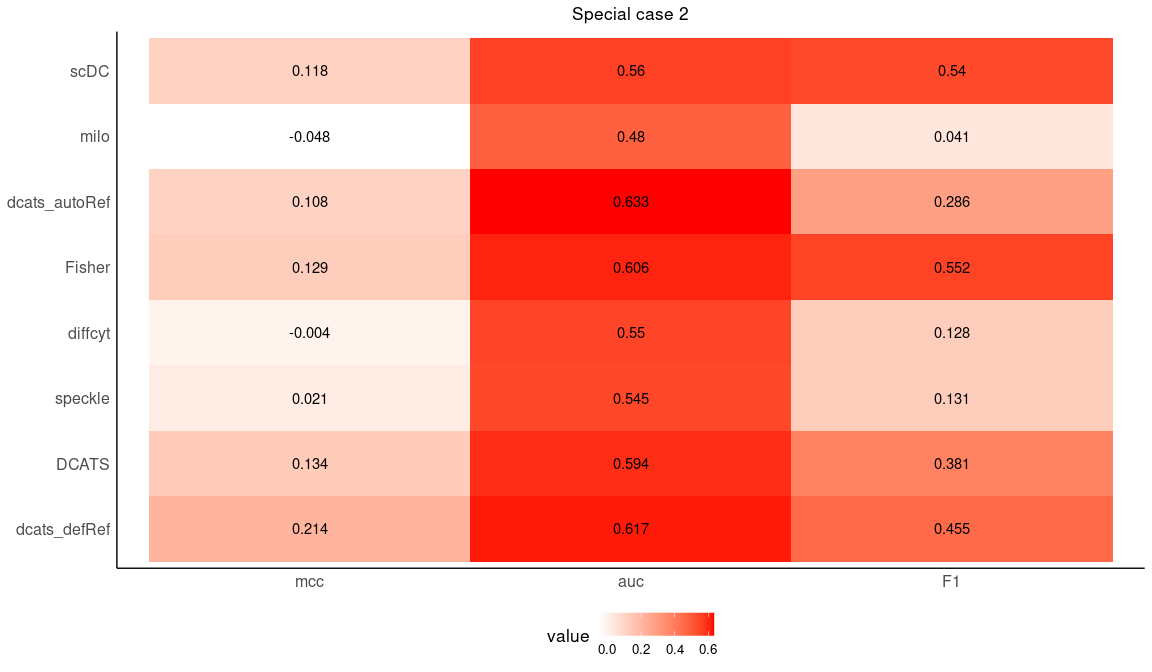 Special case 2
scDC 0.118 0.56 0.54
milo -0.048 0.48 0.041
dcats_autoRef 0.108 0.633 0.286
Fisher 0.129 0.606 0.552
diffcyt -0.004 0.55 0.128
speckle 0.021 0.545 0.131
DCATS 0.134 0.594 0.381
dcats_defRef 0.214 0.617 0.455
mcc auc F1
value
0.0 0.2 0.4 0.6